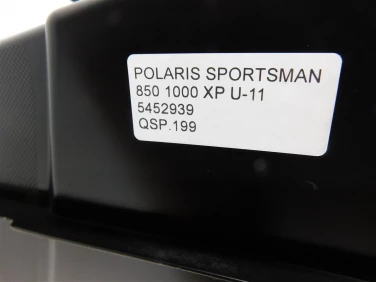 POLARIS SPORTSMAN
850 1000 XP U-11
5452939
QSP.199